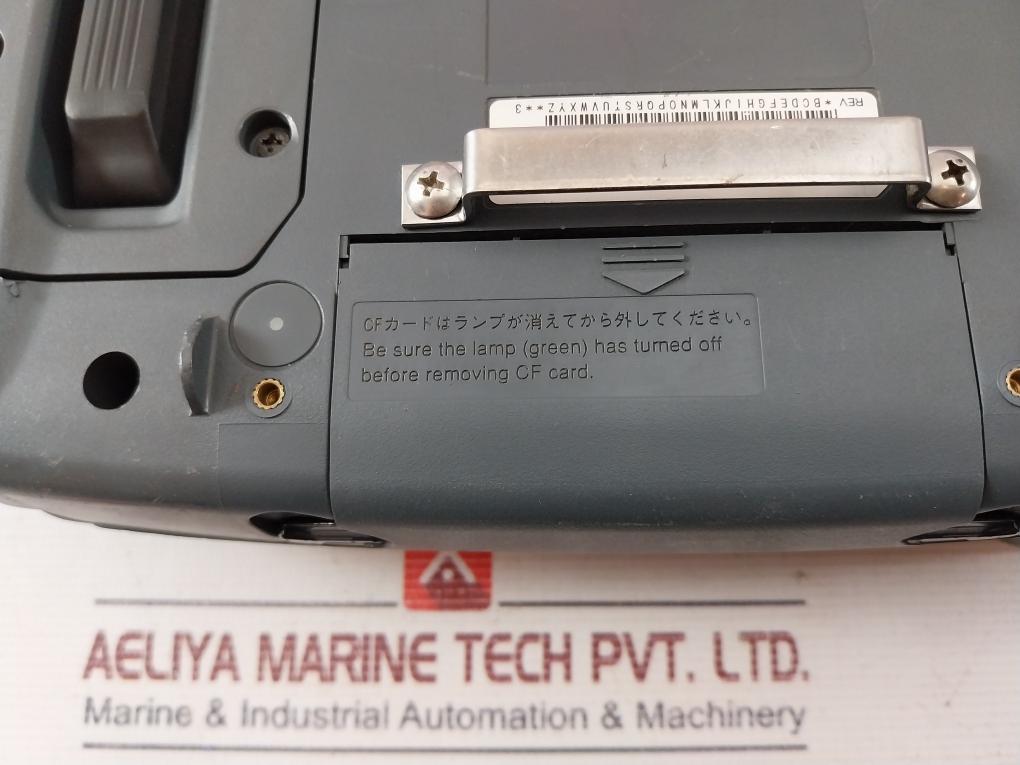 REV *BCDEFGHIJKLMNOPQRSTUVWXYZ**3
CFカードはランプが消えてから外してください。
Be sure the lamp (green) has turned off
before removing CF card.
AELIYA MARINE TECH PVT. LTD.
Marine & Industrial Automation & Machinery